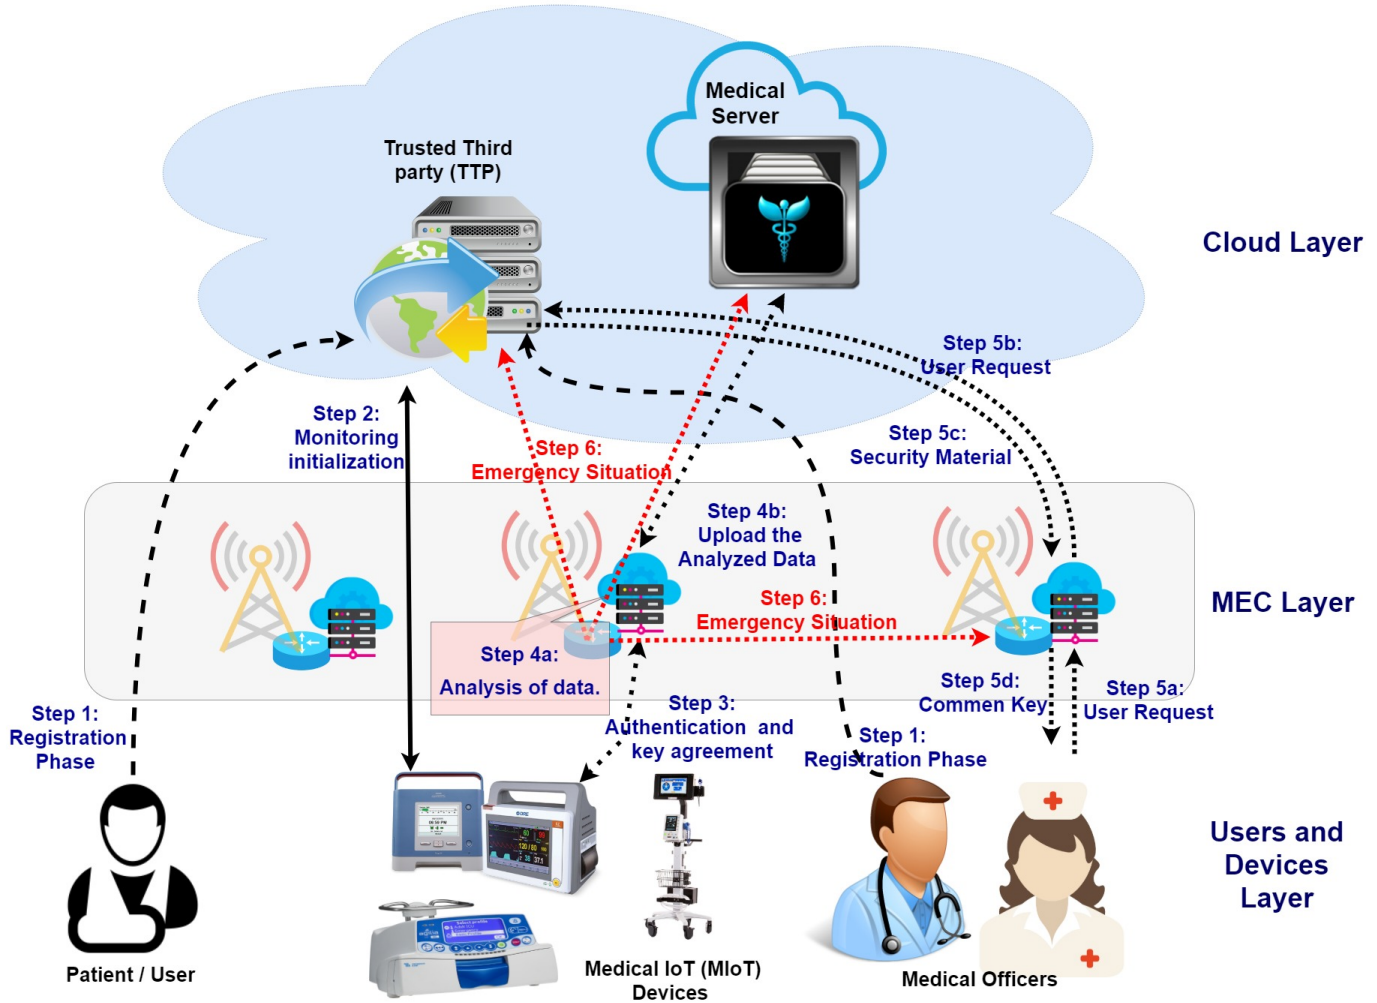 Medical
Server
Trusted Third
party (TTP)
Cloud Layer
Step 5b:
User Request
Step 2:
Monitoring
initialization
Step 5c:
Security Material
Step 6:
Emergency Situation
Step 4b:
Upload the
Analyzed Data
Step 6:
Emergency Situation
MEC Layer
Step 4a:
Analysis of data.
Step 5d:
Commen Key
Step 5a:
User Request
Step 1:
Registration
Phase
Step 3:
Authentication and
key agreement
Step 1:
Registration Phase
Users and
Devices
Layer
Patient / User
Medical IoT (MIoT)
Devices
Medical Officers